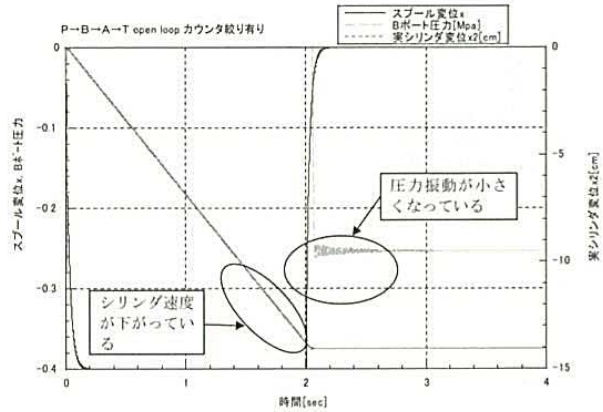 P→B→A→T open loop カウンタ絞り有り
スプール変位x
Bポート圧力[Mpa]
実シリンダ変位x2[cm]
0
-0.1
-0.2
-0.3
-0.4
スプール変位x, Bポート圧力
0
-5
-10
-15
実シリンダ変位x2[cm]
圧力振動が小さ
くなっている
シリンダ速度
が下がってい
る
0
1
2
3
4
時間[sec]